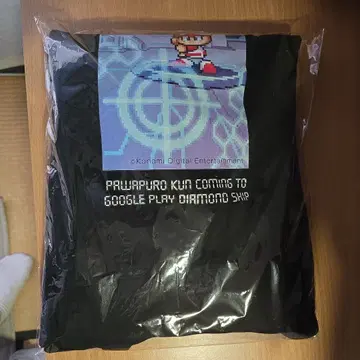 ©Konami Digital Entertainment
PAWAPURO KUN COMING TO
GOOGLE PLAY DIAMOND SHIP